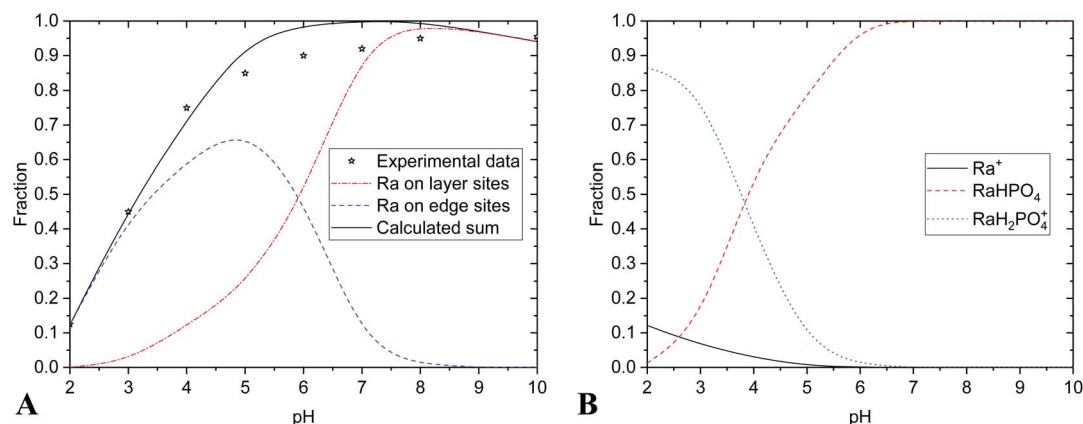 1.0
0.9
0.8
0.7
0.6
0.5
0.4
0.3
0.2
0.1
0.0
Fraction
2 3 4 5 6 7 8 9 10
pH
Experimental data
Ra on layer sites
Ra on edge sites
Calculated sum
A
1.0
0.9
0.8
0.7
0.6
0.5
0.4
0.3
0.2
0.1
0.0
Fraction
2 3 4 5 6 7 8 9 10
pH
Ra⁺
RaHPO₄
RaH₂PO₄⁺
B